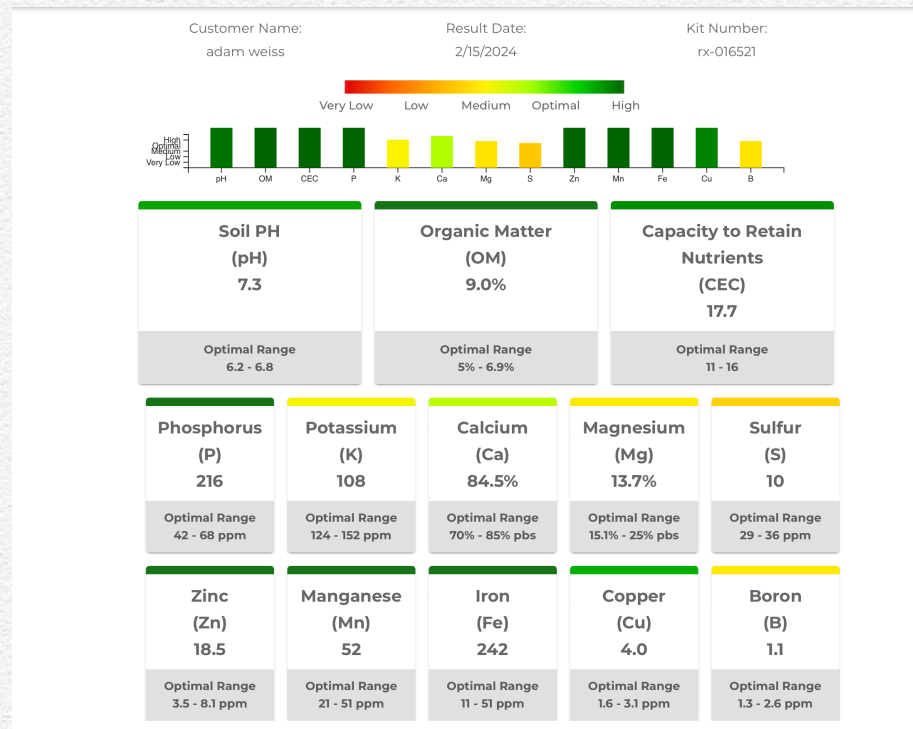 Customer Name:
Result Date:
Kit Number:
adam weiss
2/15/2024
rx-016521
Very Low
Low
Medium
Optimal
High
High
Optimal
Medium
Low
Very Low
pH
OM
CEC
P
K
Ca
Mg
S
Zn
Mn
Fe
Cu
B
Soil PH
(pH)
7.3
Optimal Range
6.2 - 6.8
Organic Matter
(OM)
9.0%
Optimal Range
5% - 6.9%
Capacity to Retain
Nutrients
(CEC)
17.7
Optimal Range
11 - 16
Phosphorus
(P)
216
Optimal Range
42 - 68 ppm
Potassium
(K)
108
Optimal Range
124 - 152 ppm
Calcium
(Ca)
84.5%
Optimal Range
70% - 85% pbs
Magnesium
(Mg)
13.7%
Optimal Range
15.1% - 25% pbs
Sulfur
(S)
10
Optimal Range
29 - 36 ppm
Zinc
(Zn)
18.5
Optimal Range
3.5 - 8.1 ppm
Manganese
(Mn)
52
Optimal Range
21 - 51 ppm
Iron
(Fe)
242
Optimal Range
11 - 51 ppm
Copper
(Cu)
4.0
Optimal Range
1.6 - 3.1 ppm
Boron
(B)
1.1
Optimal Range
1.3 - 2.6 ppm